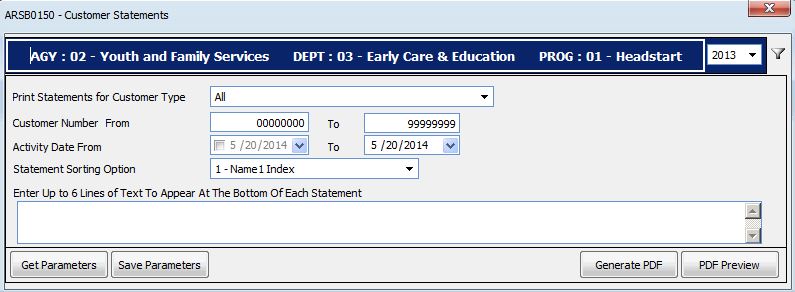 ARSB0150 - Customer Statements
AGY : 02 - Youth and Family Services DEPT : 03 - Early Care & Education PROG : 01 - Headstart 2013
Print Statements for Customer Type All
Customer Number From 00000000 To 99999999
Activity Date From 5 /20/2014 To 5 /20/2014
Statement Sorting Option 1 - Name1 Index
Enter Up to 6 Lines of Text To Appear At The Bottom Of Each Statement
Get Parameters Save Parameters Generate PDF PDF Preview